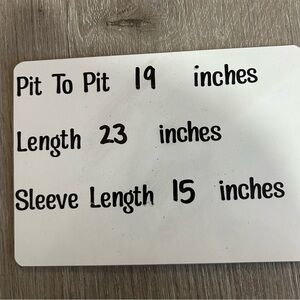 Pit To Pit 19 inches
Length 23 inches
Sleeve Length 15 inches